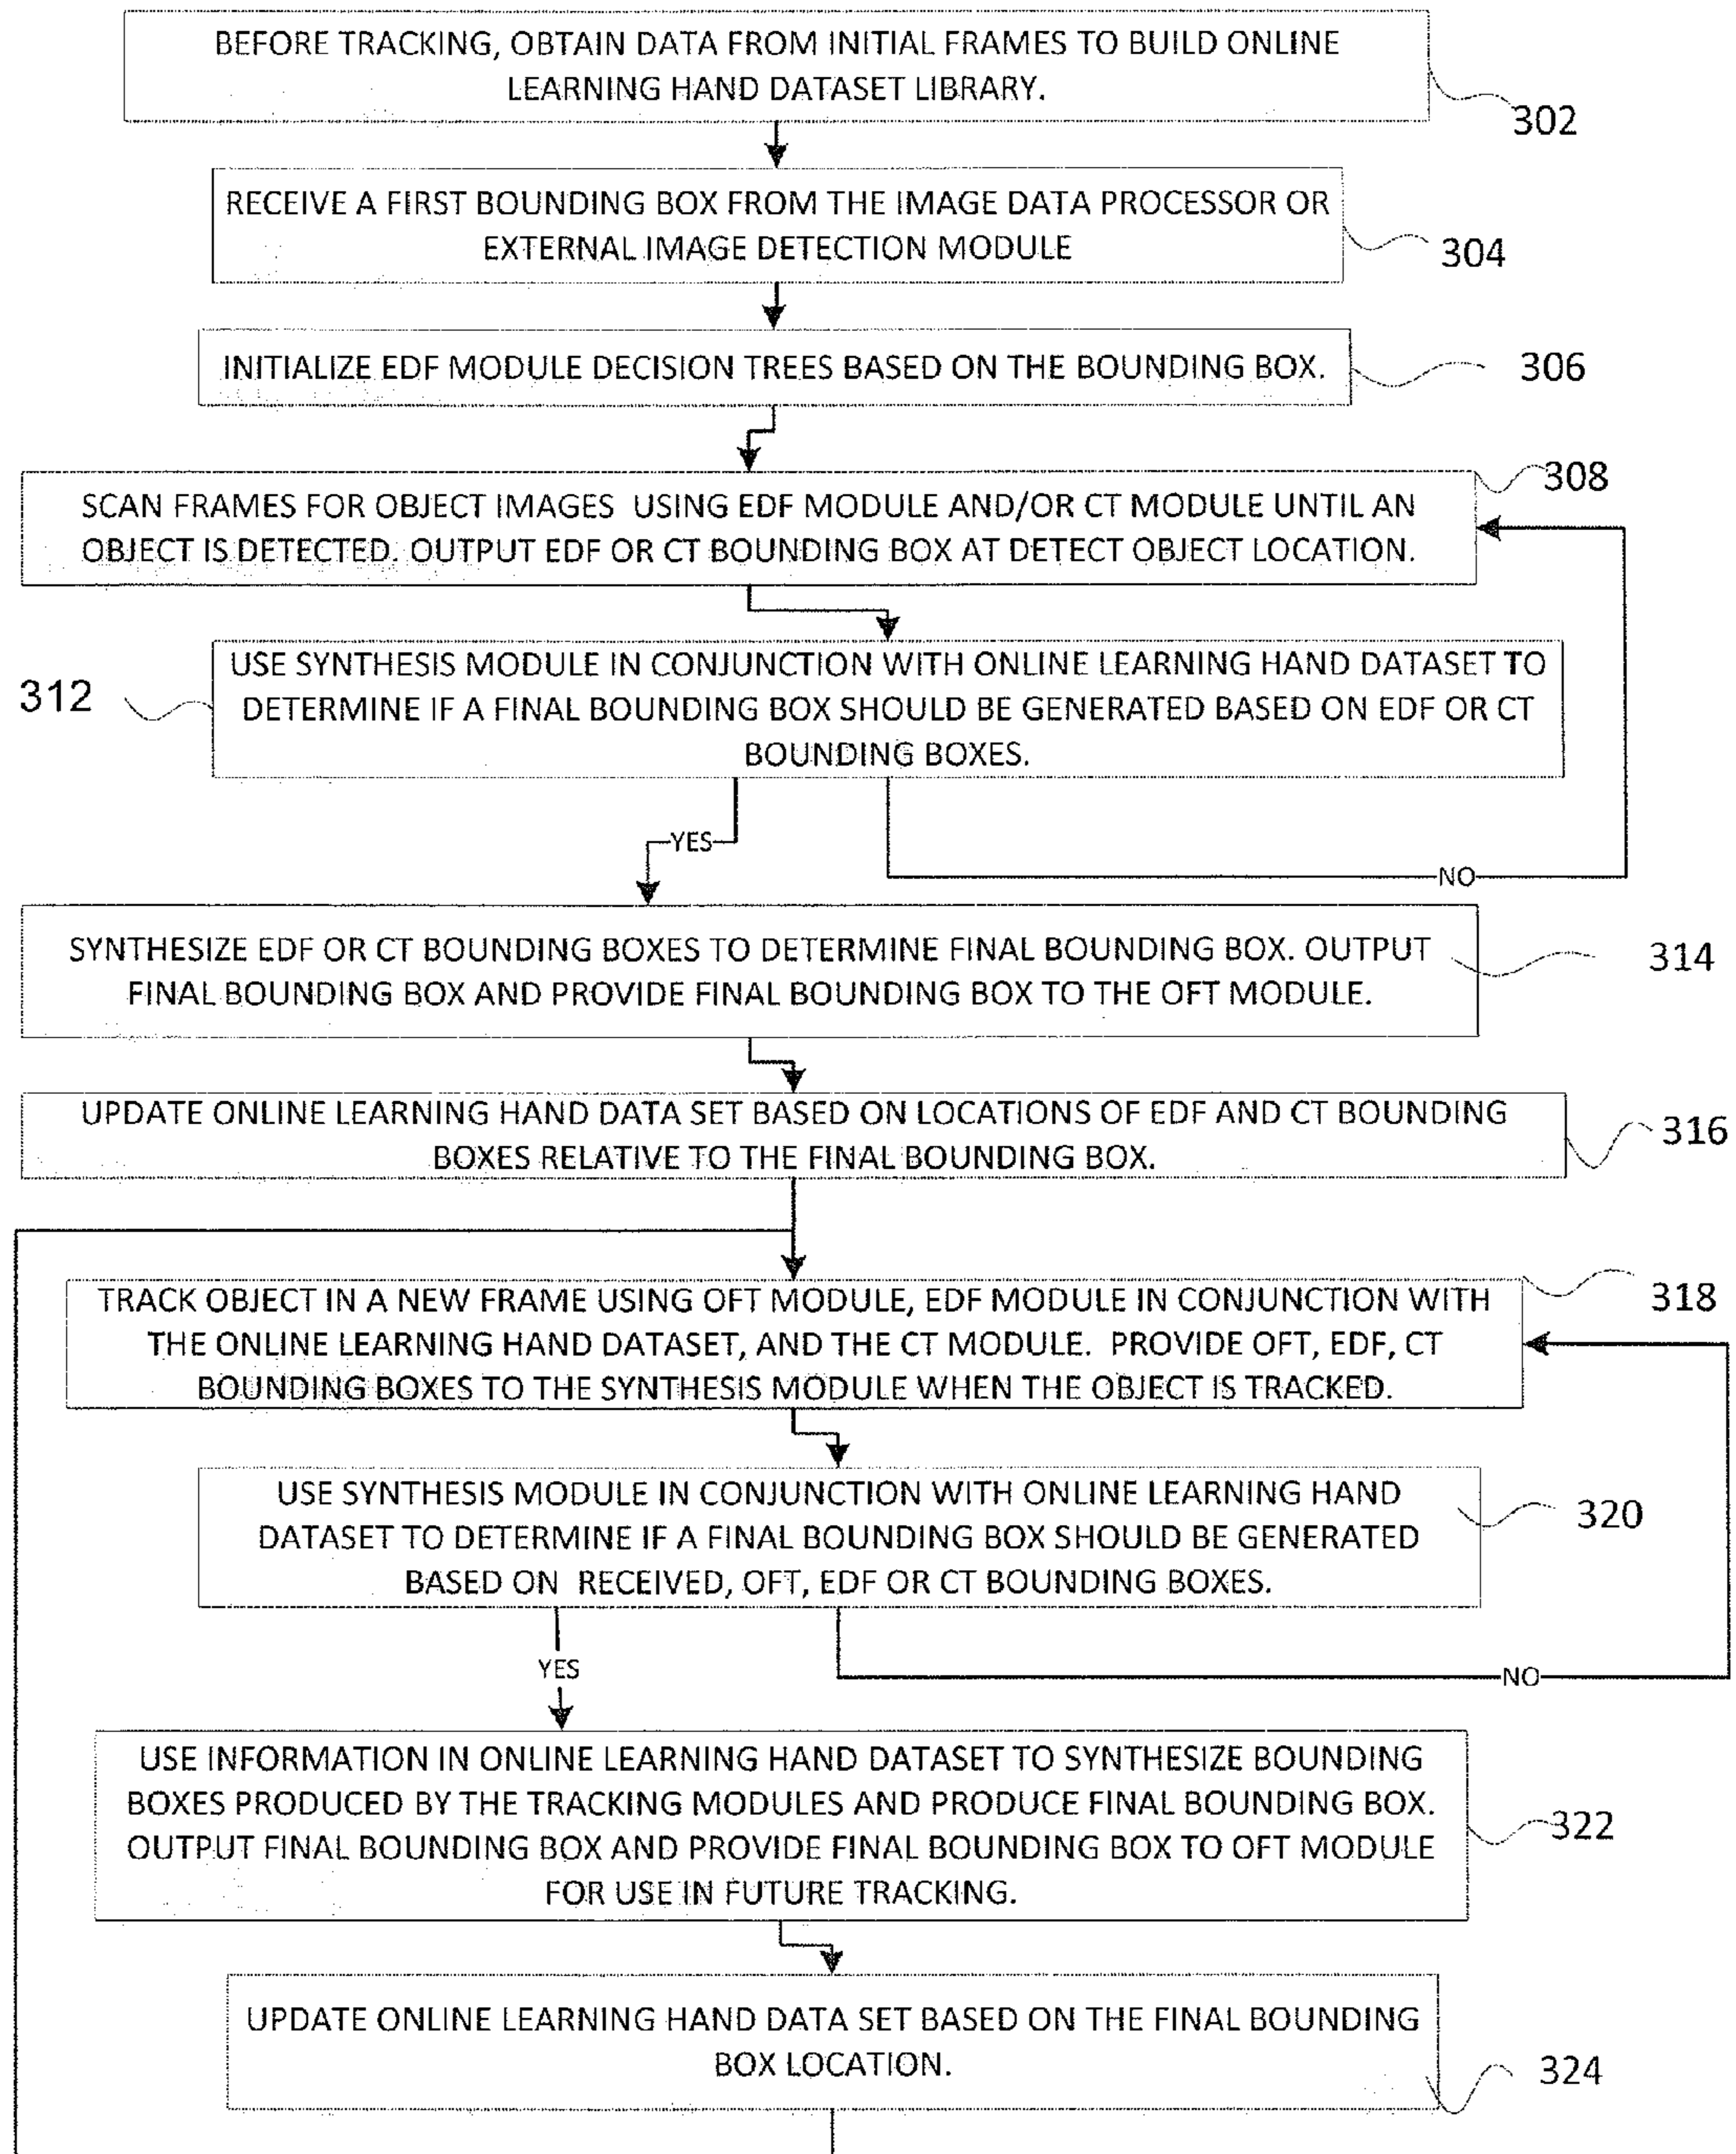 BEFORE TRACKING, OBTAIN DATA FROM INITIAL FRAMES TO BUILD ONLINE
LEARNING HAND DATASET LIBRARY.
302
RECEIVE A FIRST BOUNDING BOX FROM THE IMAGE DATA PROCESSOR OR
EXTERNAL IMAGE DETECTION MODULE
304
INITIALIZE EDF MODULE DECISION TREES BASED ON THE BOUNDING BOX.
306
308
SCAN FRAMES FOR OBJECT IMAGES USING EDF MODULE AND/OR CT MODULE UNTIL AN
OBJECT IS DETECTED. OUTPUT EDF OR CT BOUNDING BOX AT DETECT OBJECT LOCATION.
312
USE SYNTHESIS MODULE IN CONJUNCTION WITH ONLINE LEARNING HAND DATASET TO
DETERMINE IF A FINAL BOUNDING BOX SHOULD BE GENERATED BASED ON EDF OR CT
BOUNDING BOXES.
YES
NO
SYNTHESIZE EDF OR CT BOUNDING BOXES TO DETERMINE FINAL BOUNDING BOX. OUTPUT
FINAL BOUNDING BOX AND PROVIDE FINAL BOUNDING BOX TO THE OFT MODULE.
314
UPDATE ONLINE LEARNING HAND DATA SET BASED ON LOCATIONS OF EDF AND CT BOUNDING
BOXES RELATIVE TO THE FINAL BOUNDING BOX.
316
318
TRACK OBJECT IN A NEW FRAME USING OFT MODULE, EDF MODULE IN CONJUNCTION WITH
THE ONLINE LEARNING HAND DATASET, AND THE CT MODULE. PROVIDE OFT, EDF, CT
BOUNDING BOXES TO THE SYNTHESIS MODULE WHEN THE OBJECT IS TRACKED.
USE SYNTHESIS MODULE IN CONJUNCTION WITH ONLINE LEARNING HAND
DATASET TO DETERMINE IF A FINAL BOUNDING BOX SHOULD BE GENERATED
BASED ON RECEIVED, OFT, EDF OR CT BOUNDING BOXES.
320
YES
NO
USE INFORMATION IN ONLINE LEARNING HAND DATASET TO SYNTHESIZE BOUNDING
BOXES PRODUCED BY THE TRACKING MODULES AND PRODUCE FINAL BOUNDING BOX.
OUTPUT FINAL BOUNDING BOX AND PROVIDE FINAL BOUNDING BOX TO OFT MODULE
FOR USE IN FUTURE TRACKING.
322
UPDATE ONLINE LEARNING HAND DATA SET BASED ON THE FINAL BOUNDING
BOX LOCATION.
324